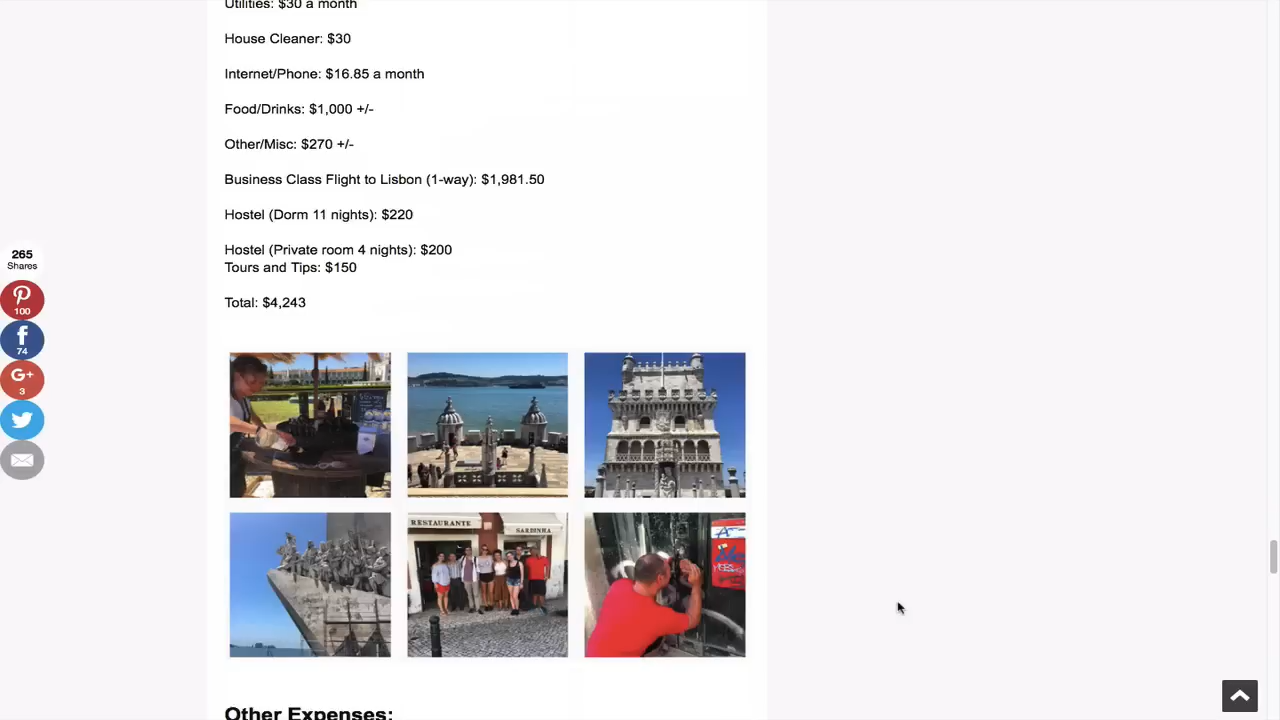 Utilities: $30 a month
House Cleaner: $30
Internet/Phone: $16.85 a month
Food/Drinks: $1,000 +/-
Other/Misc: $270 +/-
Business Class Flight to Lisbon (1-way): $1,981.50
Hostel (Dorm 11 nights): $220
Hostel (Private room 4 nights): $200
Tours and Tips: $150
Total: $4,243
265
Shares
100
f
74
G+
3
RESTAURANTE
SARDINHA
A
Other Expenses: